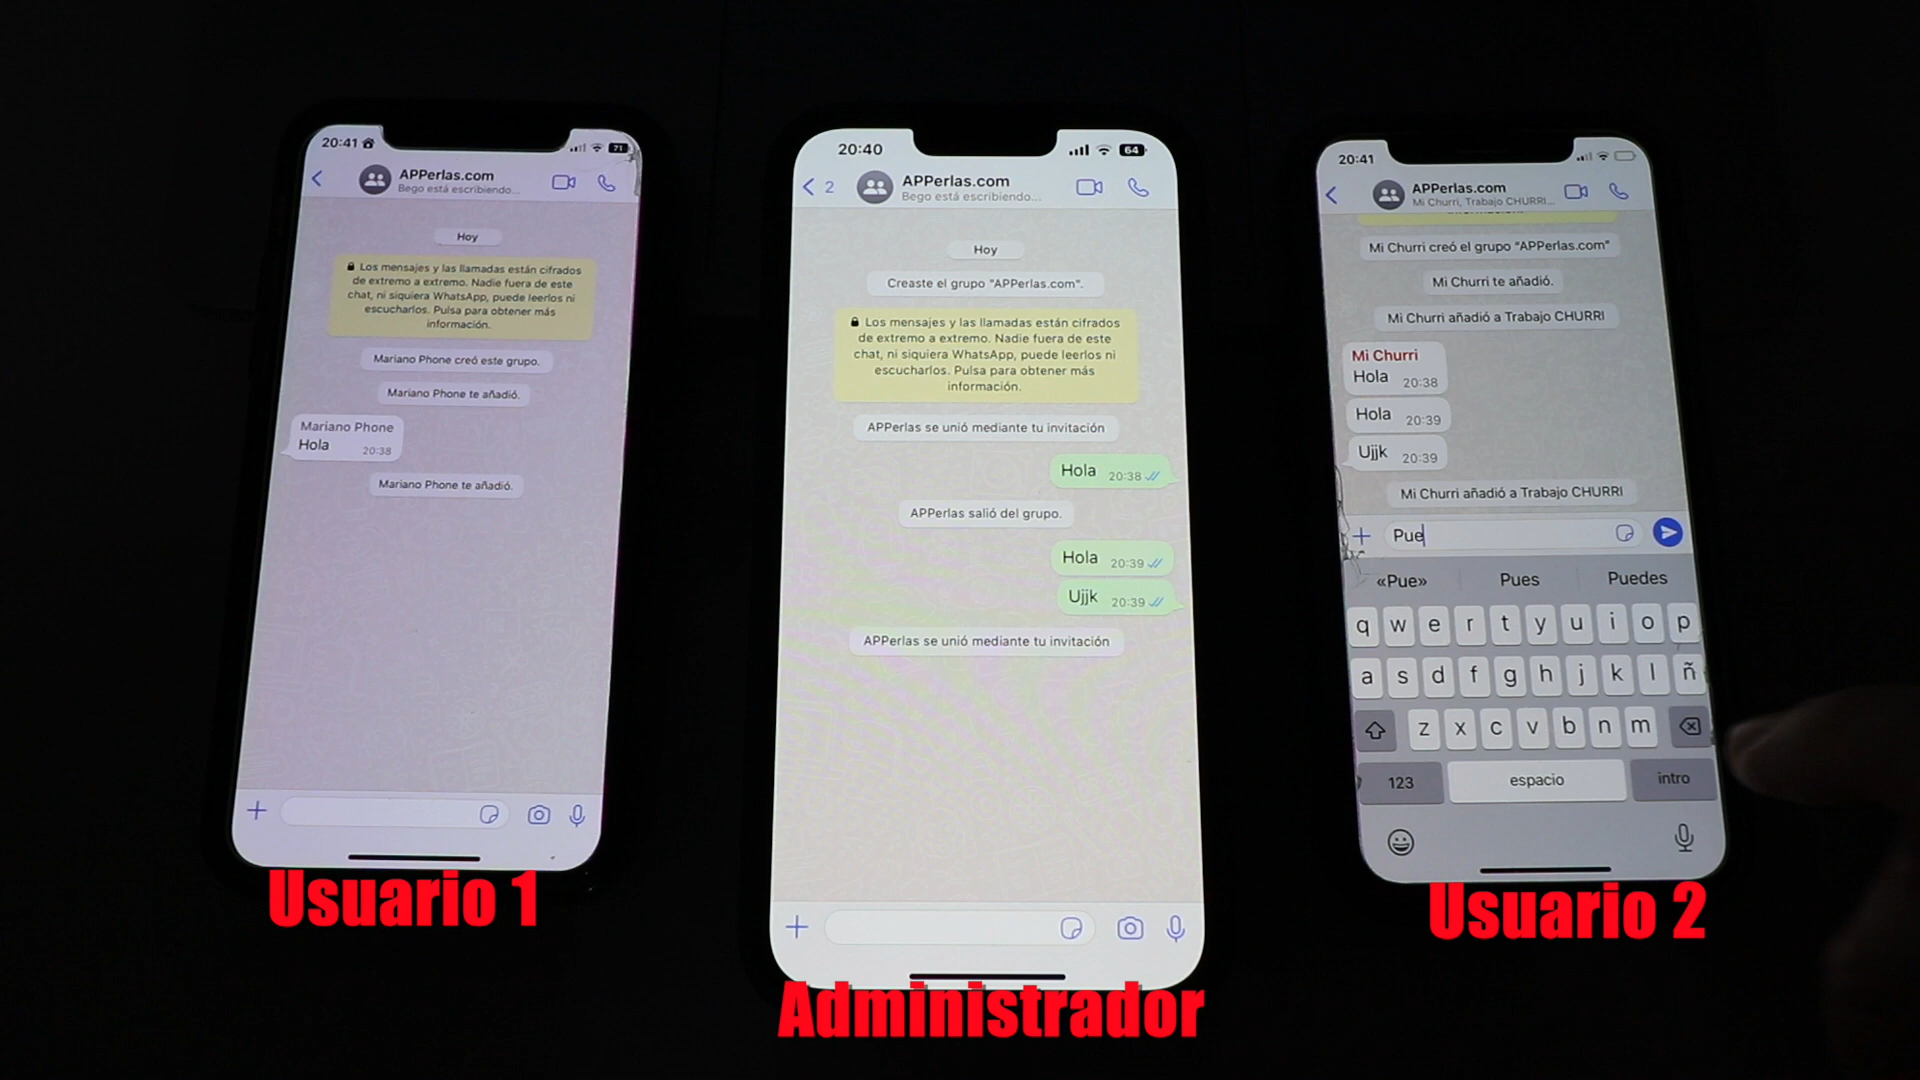 20:41
71
APPerlas.com
Bego está escribiendo...
Hoy
Los mensajes y las llamadas están cifrados
de extremo a extremo. Nadie fuera de este
chat, ni siquiera WhatsApp, puede leerlos ni
escucharlos. Pulsa para obtener más
información.
Mariano Phone creó este grupo.
Mariano Phone te añadió.
Mariano Phone
Hola 20:38
Mariano Phone te añadió.
Usuario 1
20:40
64
2
APPerlas.com
Bego está escribiendo...
Hoy
Creaste el grupo "APPerlas.com".
Los mensajes y las llamadas están cifrados
de extremo a extremo. Nadie fuera de este
chat, ni siquiera WhatsApp, puede leerlos ni
escucharlos. Pulsa para obtener más
información.
APPerlas se unió mediante tu invitación
Hola 20:38
APPerlas salió del grupo.
Hola 20:39
Ujjk 20:39
APPerlas se unió mediante tu invitación
Administrador
20:41
APPerlas.com
Mi Churri, Trabajo CHURRI...
información.
Mi Churri creó el grupo "APPerlas.com"
Mi Churri te añadió.
Mi Churri añadió a Trabajo CHURRI
Mi Churri
Hola 20:38
Hola 20:39
Ujjk 20:39
Mi Churri añadió a Trabajo CHURRI
Pue
«Pue» Pues Puedes
q w e r t y u i o p
a s d f g h j k l ñ
z x c v b n m
123 espacio intro
Usuario 2